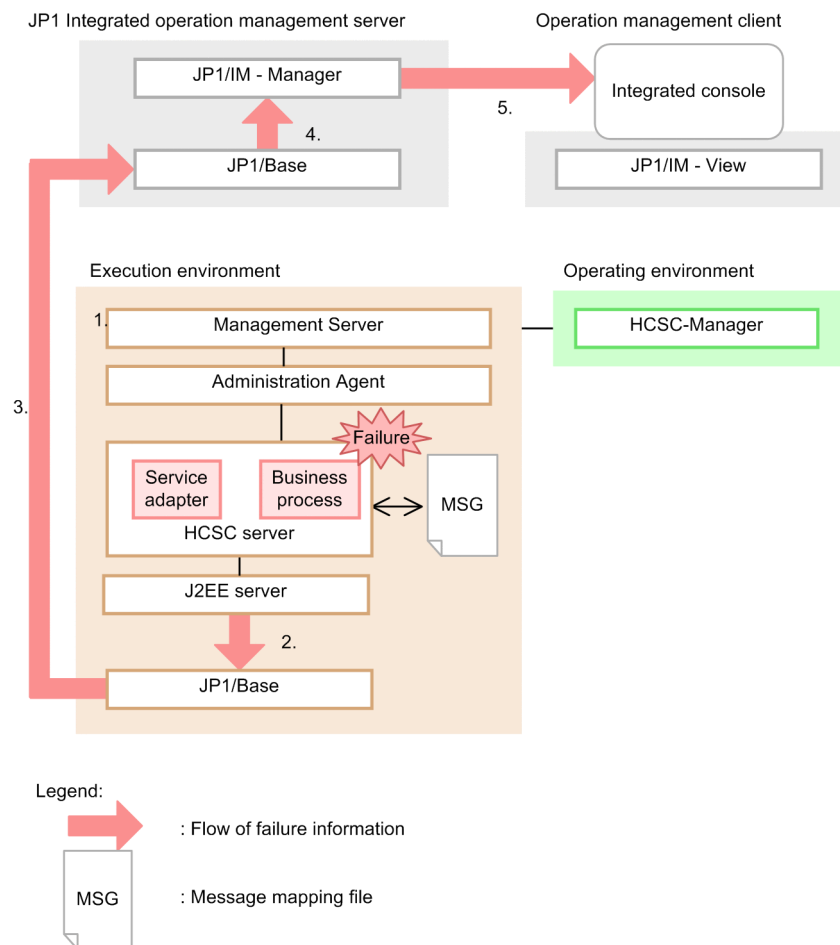 JP1 Integrated operation management server
Operation management client
JP1/IM - Manager
Integrated console
5.
4.
JP1/Base
JP1/IM - View
Execution environment
Operating environment
1.
Management Server
HCSC-Manager
Administration Agent
3.
Failure
Service
adapter
Business
process
MSG
HCSC server
J2EE server
2.
JP1/Base
Legend:
: Flow of failure information
MSG
: Message mapping file